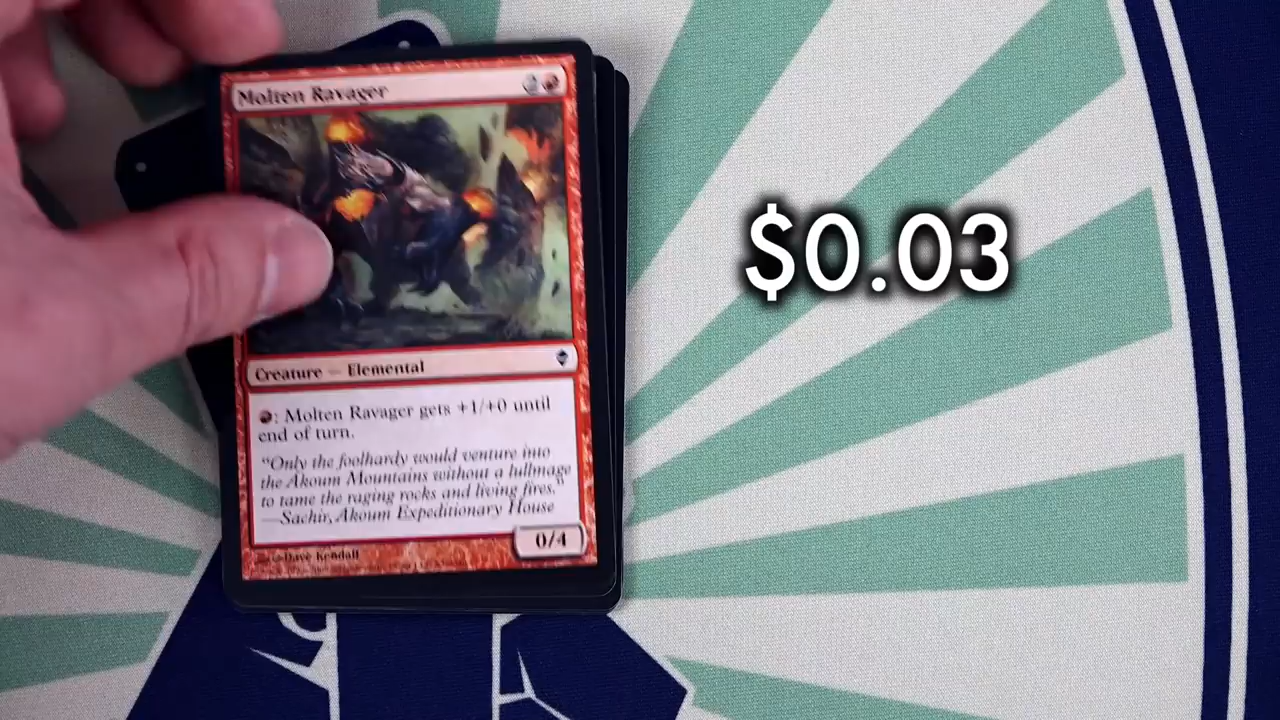 Molten Ravager
2
$0.03
Creature — Elemental
: Molten Ravager gets +1/+0 until
end of turn.
"Only the foolhardy would venture into
the Akoum Mountains without a lullmage
to tame the raging rocks and living fires."
—Sachir, Akoum Expeditionary House
0/4
Dave Kendall